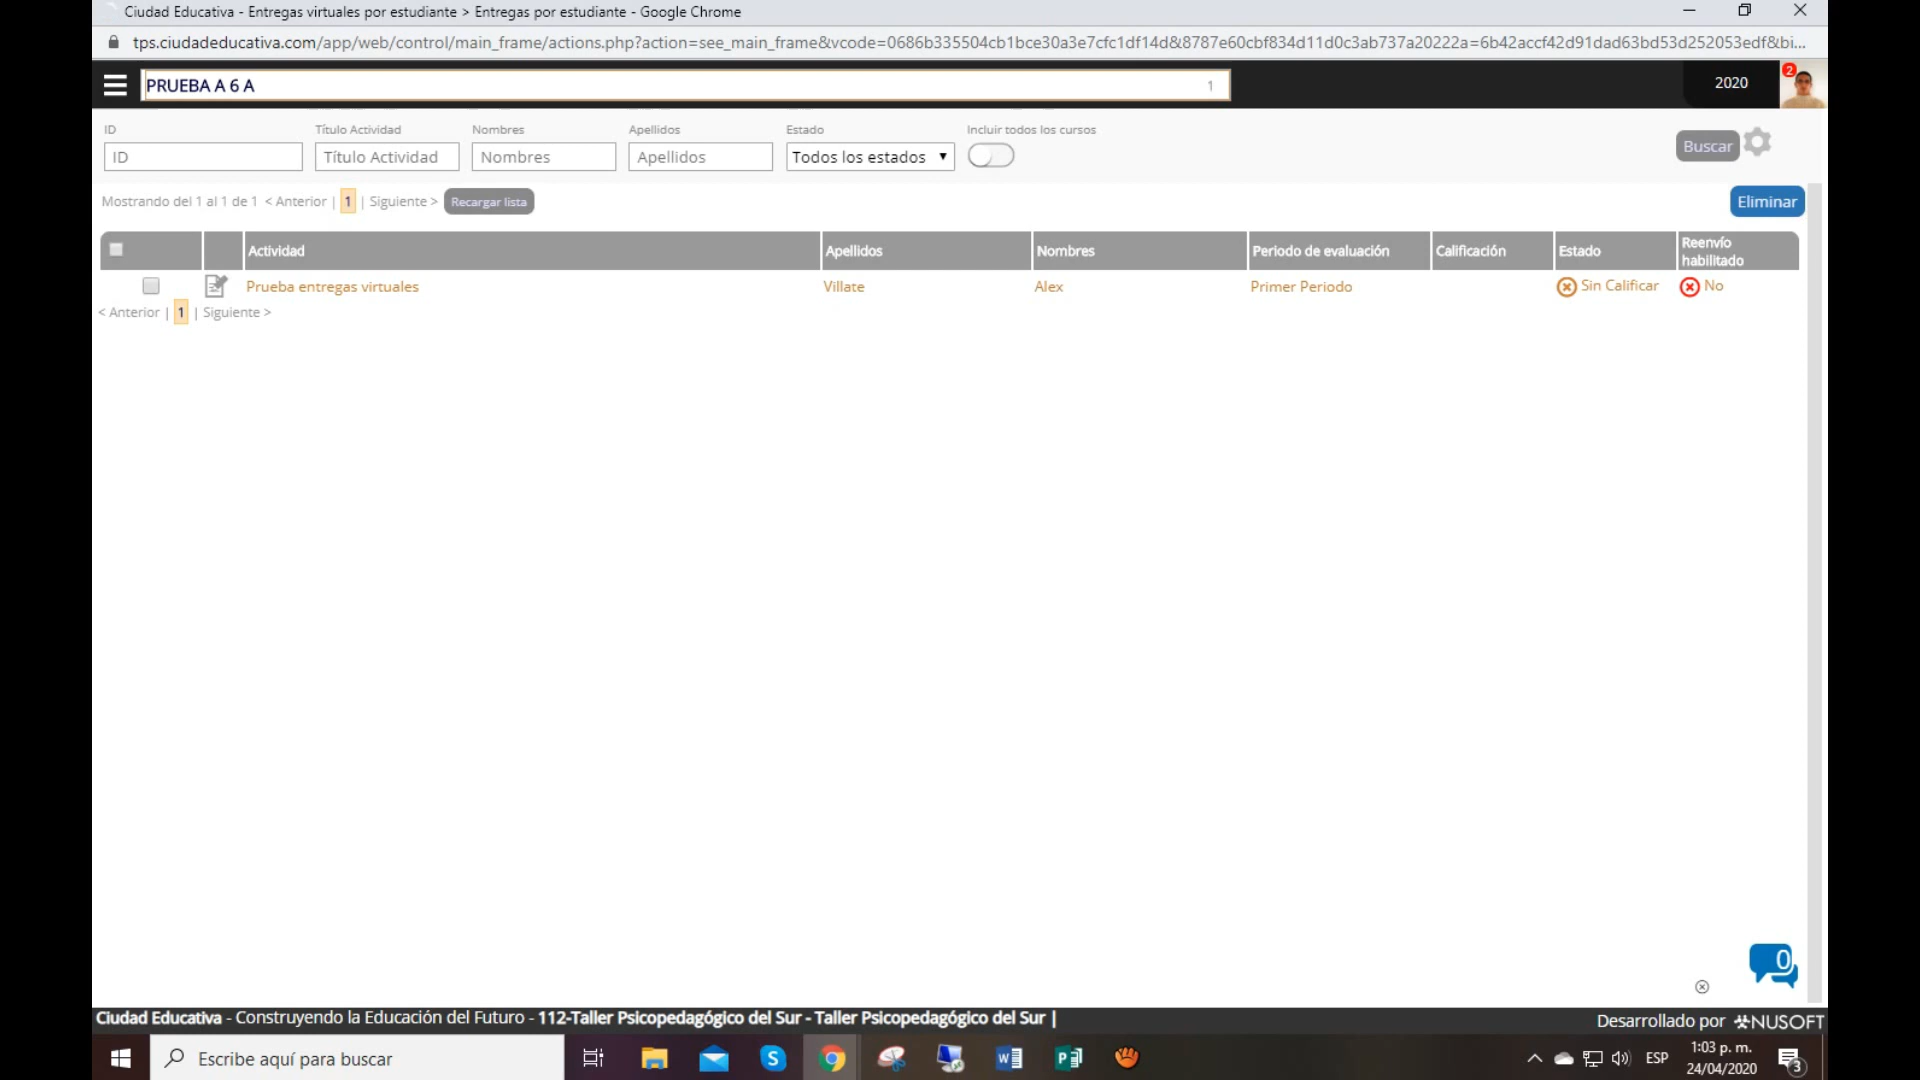 Ciudad Educativa - Entregas virtuales por estudiante > Entregas por estudiante - Google Chrome
tps.ciudadeducativa.com/app/web/control/main_frame/actions.php?action=see_main_frame&vcode=0686b335504cb1bce30a3e7cfc1df14d&8787e60cbf834d11d0c3ab737a20222a=6b42accf42d91dad63bd53d252053edf&bi...
PRUEBA A 6 A 1 2020 2
ID Título Actividad Nombres Apellidos Estado Incluir todos los cursos
ID Título Actividad Nombres Apellidos Todos los estados Buscar
Mostrando del 1 al 1 de 1 < Anterior | 1 | Siguiente > Recargar lista Eliminar
Actividad Apellidos Nombres Periodo de evaluación Calificación Estado Reenvío habilitado
Prueba entregas virtuales Villate Alex Primer Periodo Sin Calificar No
< Anterior | 1 | Siguiente >
0
Ciudad Educativa - Construyendo la Educación del Futuro - 112-Taller Psicopedagógico del Sur - Taller Psicopedagógico del Sur | Desarrollado por NUSOFT
Escribe aquí para buscar ESP 1:03 p. m.
24/04/2020 3